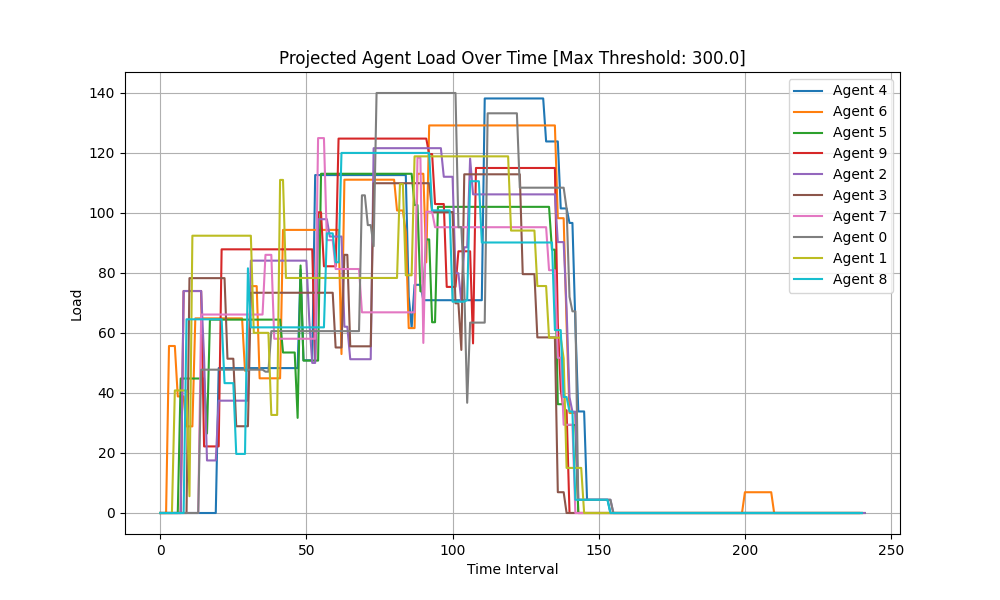 Projected Agent Load Over Time [Max Threshold: 300.0]
Load
140
120
100
80
60
40
20
0
0
50
100
150
200
250
Time Interval
Agent 4
Agent 6
Agent 5
Agent 9
Agent 2
Agent 3
Agent 7
Agent 0
Agent 1
Agent 8